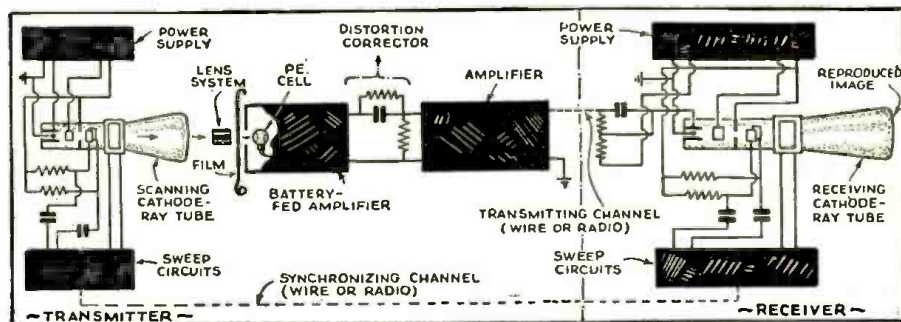 POWER
SUPPLY
LENS
SYSTEM
P.E.
CELL
DISTORTION
CORRECTOR
AMPLIFIER
POWER
SUPPLY
REPRODUCED
IMAGE
FILM
SCANNING
CATHODE-
RAY TUBE
BATTERY-
FED AMPLIFIER
TRANSMITTING
CHANNEL
(WIRE OR RADIO)
RECEIVING
CATHODE-
RAY TUBE
SWEEP
CIRCUITS
SYNCHRONIZING CHANNEL
(WIRE OR RADIO)
SWEEP
CIRCUITS
~TRANSMITTER~
~RECEIVER~